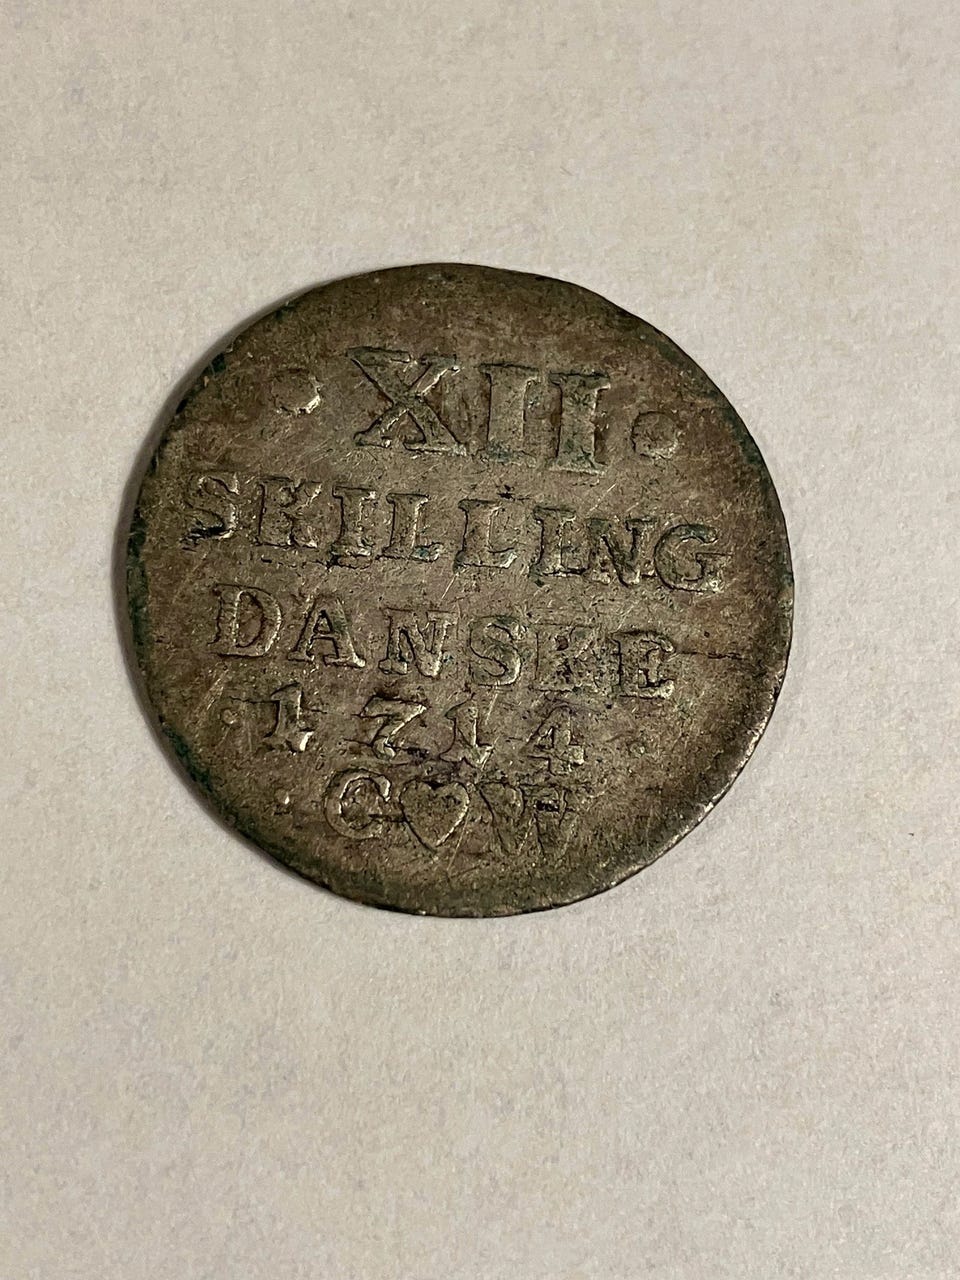 • XII •
SKILLING
DANSKE
· 1714 ·
· C♥W